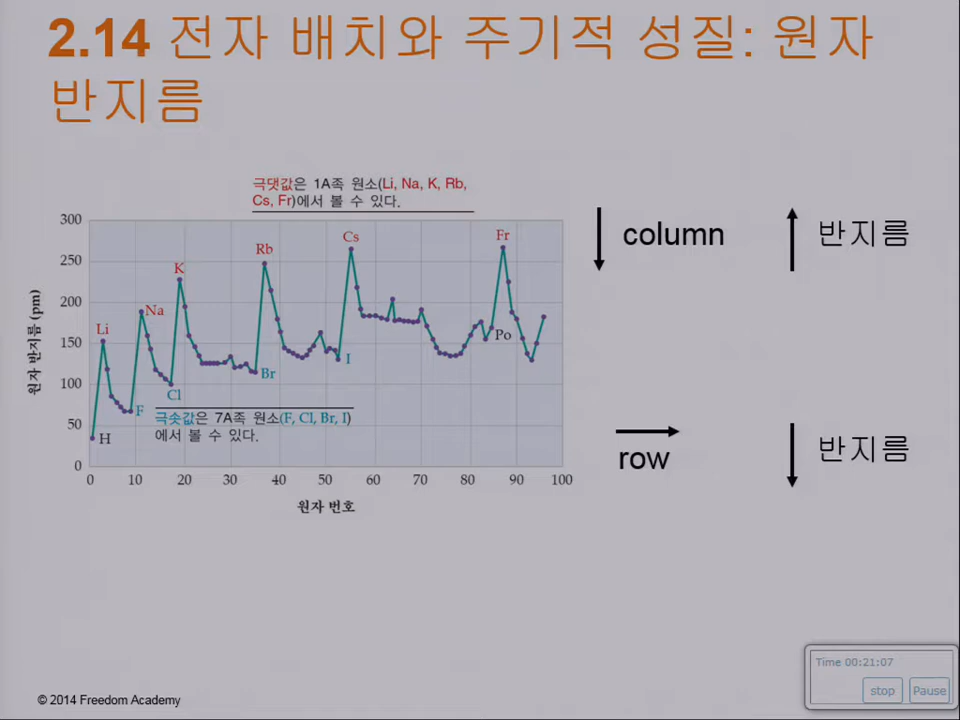 2.14 전자 배치와 주기적 성질: 원자
반지름
극댓값은 1A족 원소(Li, Na, K, Rb,
Cs, Fr)에서 볼 수 있다.
원자 반지름 (pm)
300
250
200
150
100
50
0
H
Li
F
Na
Cl
K
Br
Rb
I
Cs
Po
Fr
극솟값은 7A족 원소(F, Cl, Br, I)
에서 볼 수 있다.
0 10 20 30 40 50 60 70 80 90 100
원자 번호
column 반지름
row 반지름
Time 00:21:07
stop Pause
© 2014 Freedom Academy